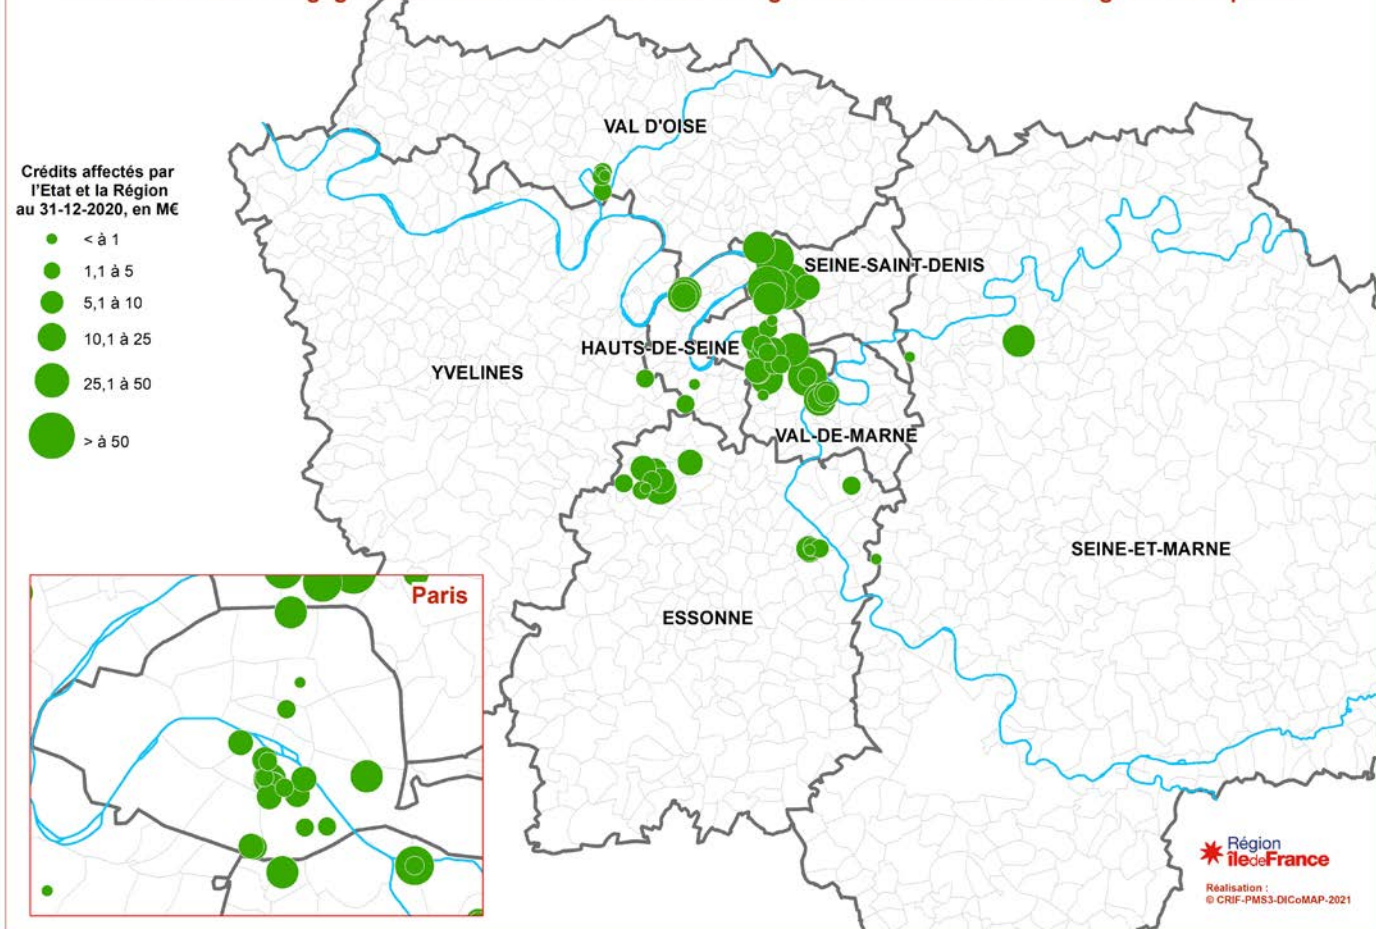 VAL D'OISE
Crédits affectés par
l'Etat et la Région
au 31-12-2020, en M€
< à 1
1,1 à 5
5,1 à 10
10,1 à 25
25,1 à 50
> à 50
SEINE-SAINT-DENIS
HAUTS-DE-SEINE
YVELINES
VAL-DE-MARNE
SEINE-ET-MARNE
ESSONNE
Paris
Région
îledeFrance
Réalisation :
© CRIF-PMS3-DICoMAP-2021